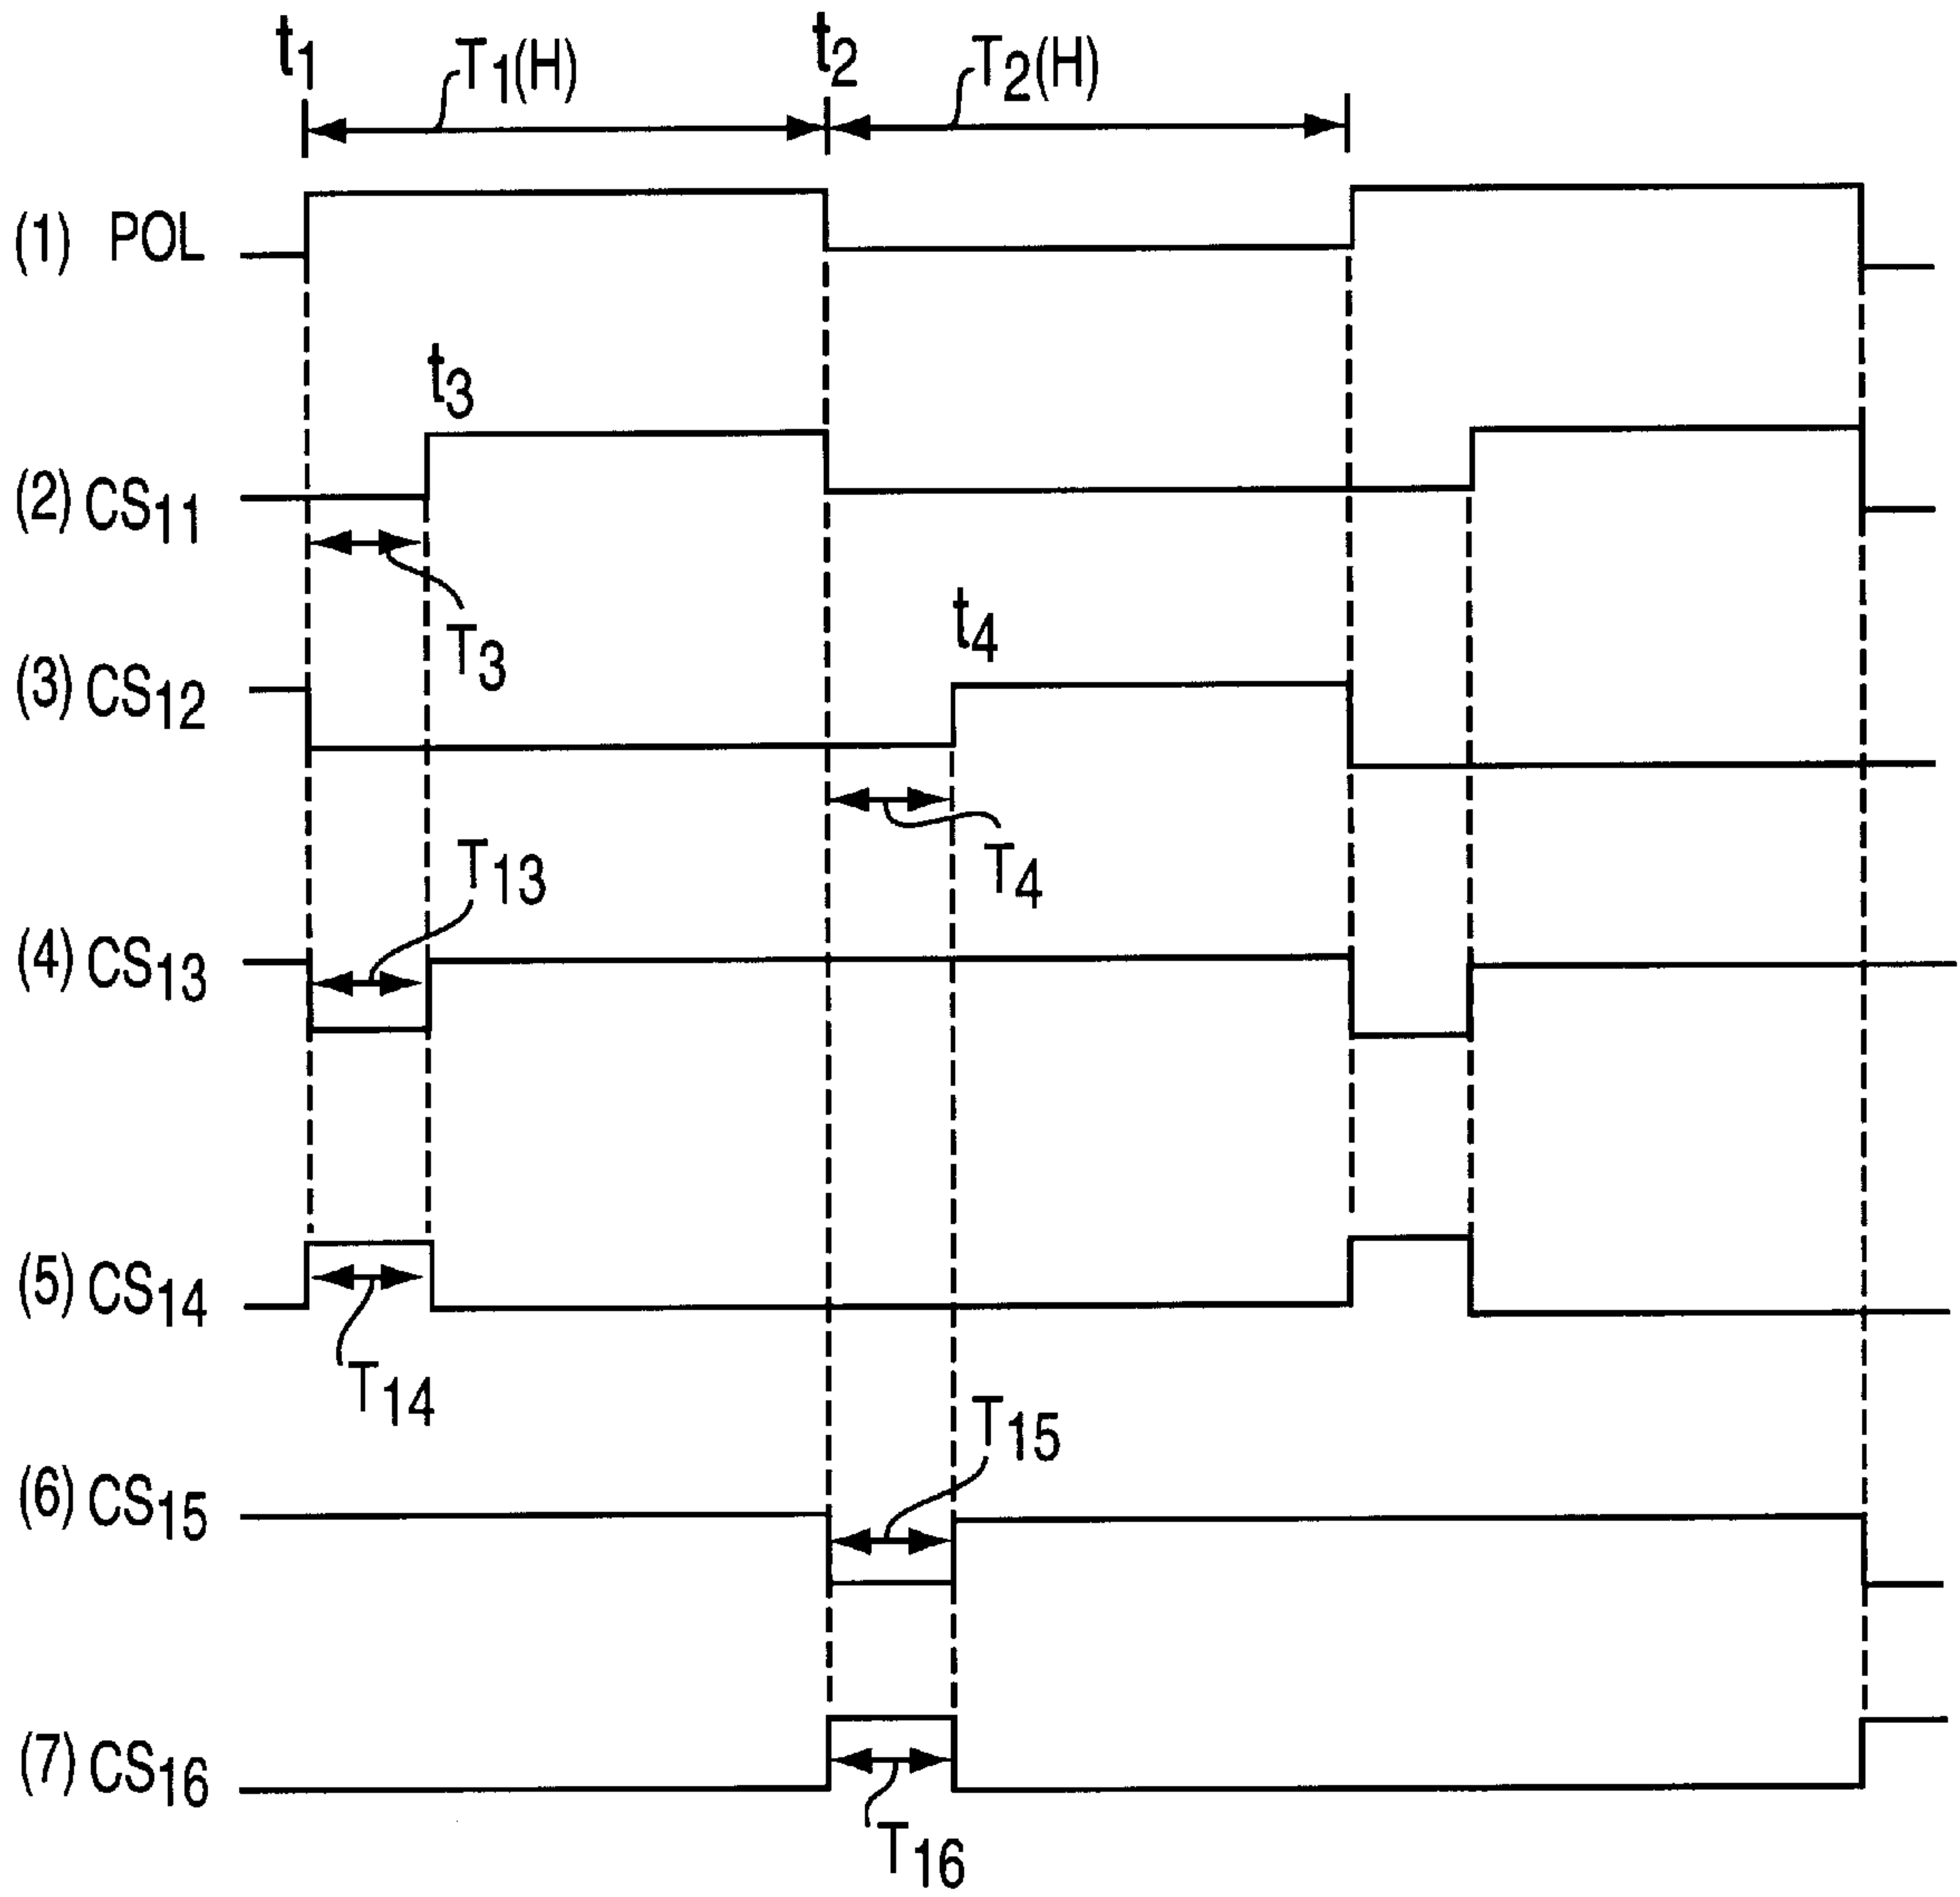 t1 T1(H) t2 T2(H)
(1) POL
t3
(2) CS11
T3
t4
(3) CS12
T4
T13
(4) CS13
(5) CS14
T14
T15
(6) CS15
(7) CS16
T16